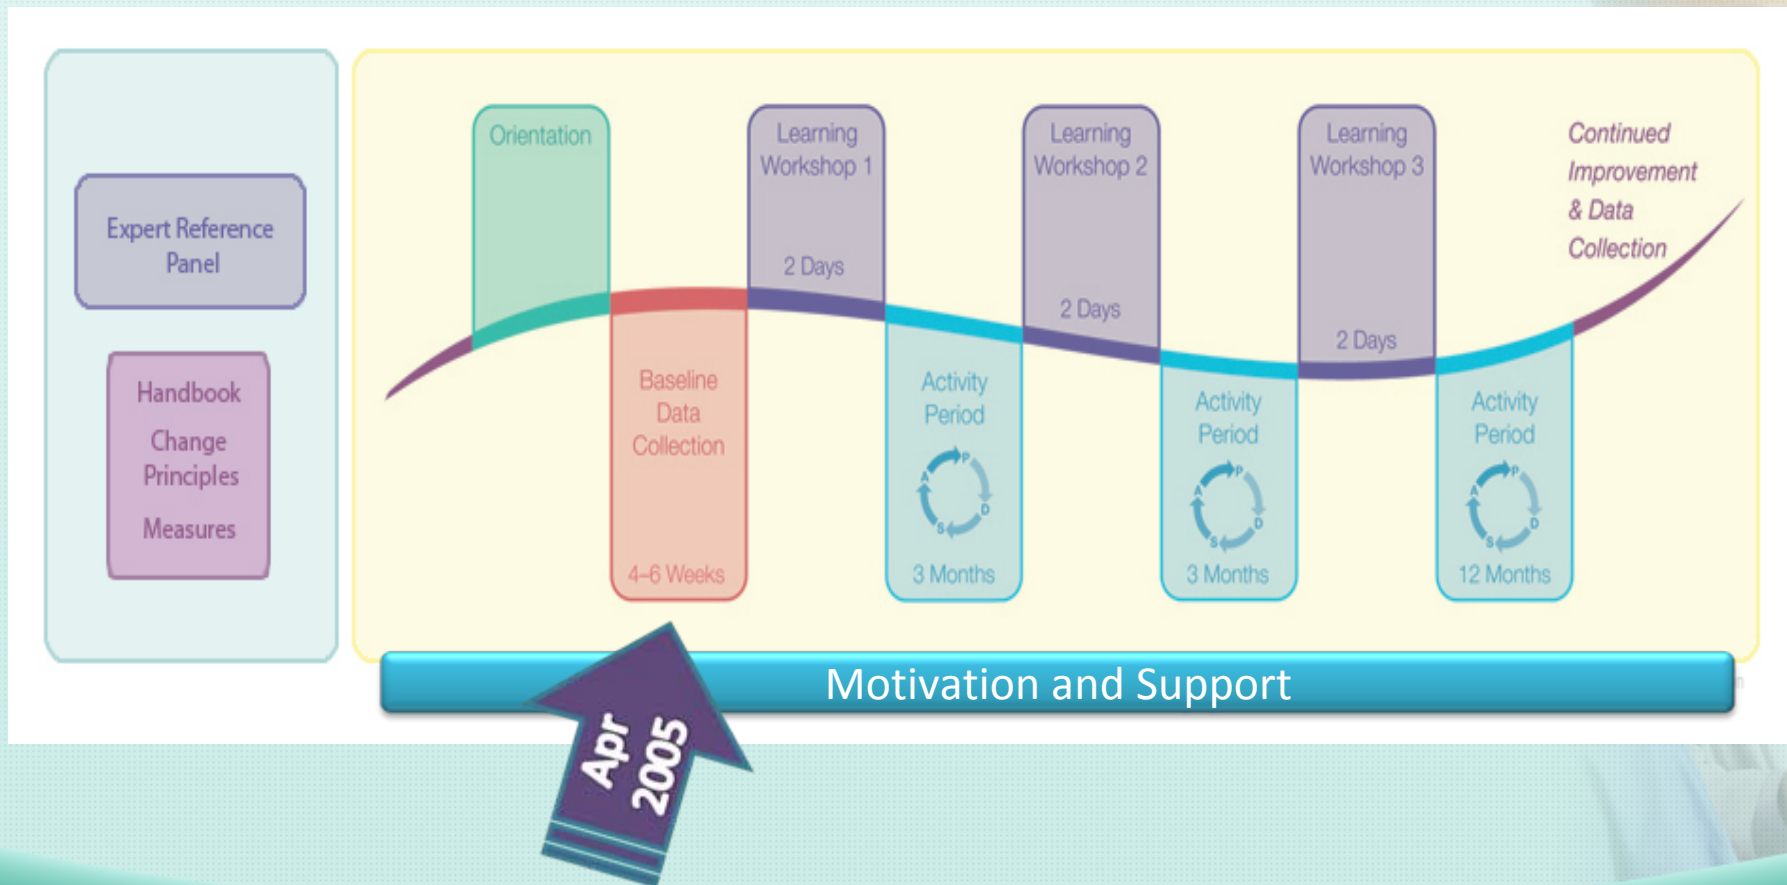 Expert Reference
Panel
Handbook
Change
Principles
Measures
Orientation
Baseline
Data
Collection
4–6 Weeks
Learning
Workshop 1
2 Days
Activity
Period
A
P
D
S
3 Months
Learning
Workshop 2
2 Days
Activity
Period
A
P
D
S
3 Months
Learning
Workshop 3
2 Days
Activity
Period
A
P
D
S
12 Months
Continued
Improvement
& Data
Collection
Motivation and Support
Apr
2005